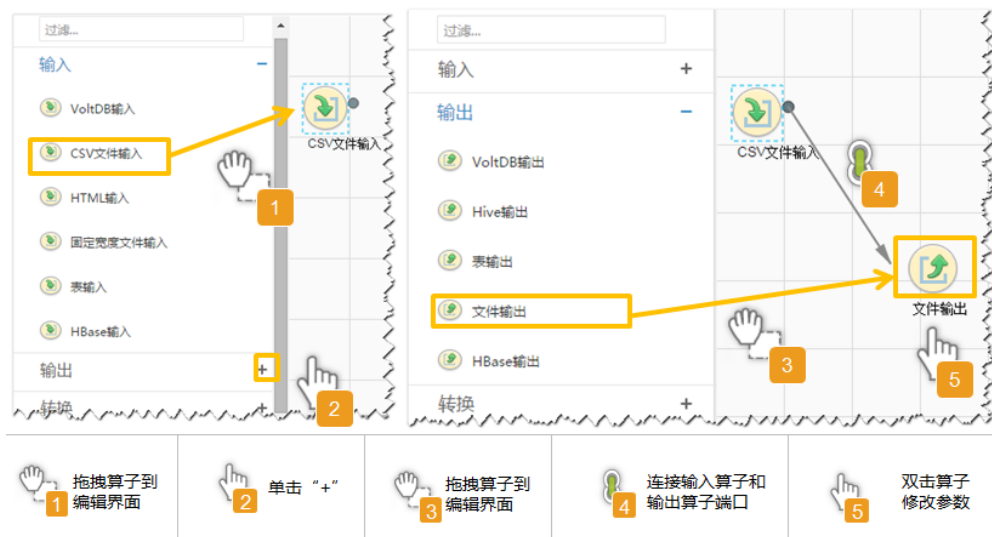 过滤...
输入
VoltDB输入
CSV文件输入
HTML输入
固定宽度文件输入
表输入
HBase输入
输出
转换
CSV文件输入
1
2
过滤...
输入
输出
VoltDB输出
Hive输出
表输出
文件输出
HBase输出
转换
CSV文件输入
4
文件输出
3
5
1
拖拽算子到
编辑界面
2
单击“+”
3
拖拽算子到
编辑界面
4
连接输入算子和
输出算子端口
5
双击算子
修改参数